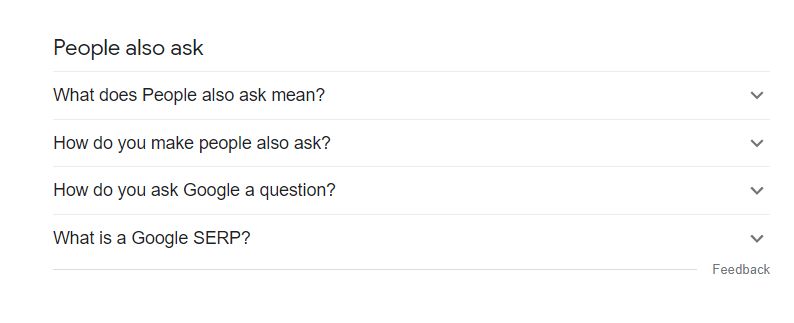 People also ask
What does People also ask mean?
How do you make people also ask?
How do you ask Google a question?
What is a Google SERP?
Feedback